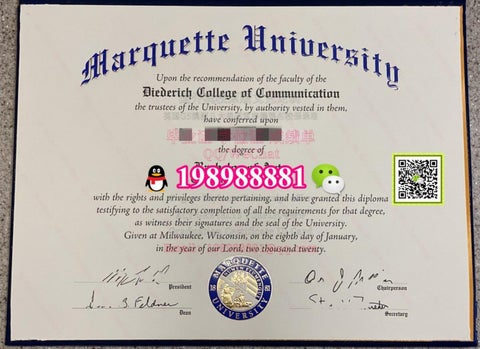 Marquette University
Upon the recommendation of the faculty of the
Diederich College of Communication
the trustees of the University, by authority vested in them,
have conferred upon
the degree of
198988881
with the rights and privileges thereto pertaining, and have granted this diploma
testifying to the satisfactory completion of all the requirements for that degree,
as witness their signatures and the seal of the University.
Given at Milwaukee, Wisconsin, on the eighth day of January,
in the year of our Lord, two thousand twenty.
President
Chairperson
Dean
Secretary
MARQUETTE
UNIVERSITY